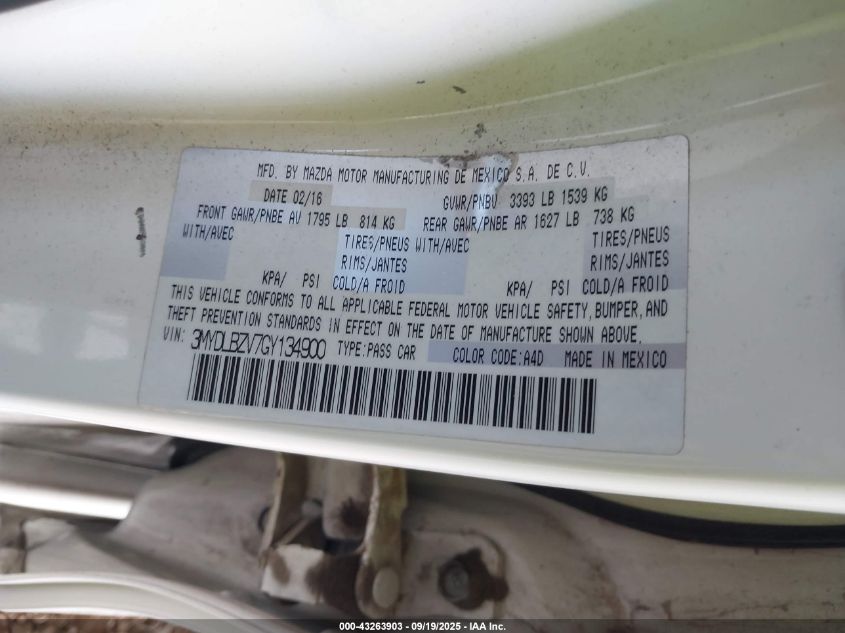 MFD. BY MAZDA MOTOR MANUFACTURING DE MEXICO S.A. DE C.V.
DATE 02/16 GVWR/PNBV 3393 LB 1539 KG
FRONT GAWR/PNBE AV 1795 LB 814 KG REAR GAWR/PNBE AR 1627 LB 738 KG
WITH/AVEC TIRES/PNEUS WITH/AVEC TIRES/PNEUS
RIMS/JANTES RIMS/JANTES
KPA/ PSI COLD/A FROID KPA/ PSI COLD/A FROID
THIS VEHICLE CONFORMS TO ALL APPLICABLE FEDERAL MOTOR VEHICLE SAFETY, BUMPER, AND
THEFT PREVENTION STANDARDS IN EFFECT ON THE DATE OF MANUFACTURE SHOWN ABOVE.
VIN: 3MYDLBZV7GY134900 TYPE:PASS CAR COLOR CODE:A4D MADE IN MEXICO
000-43263903 - 09/19/2025 - IAA Inc.